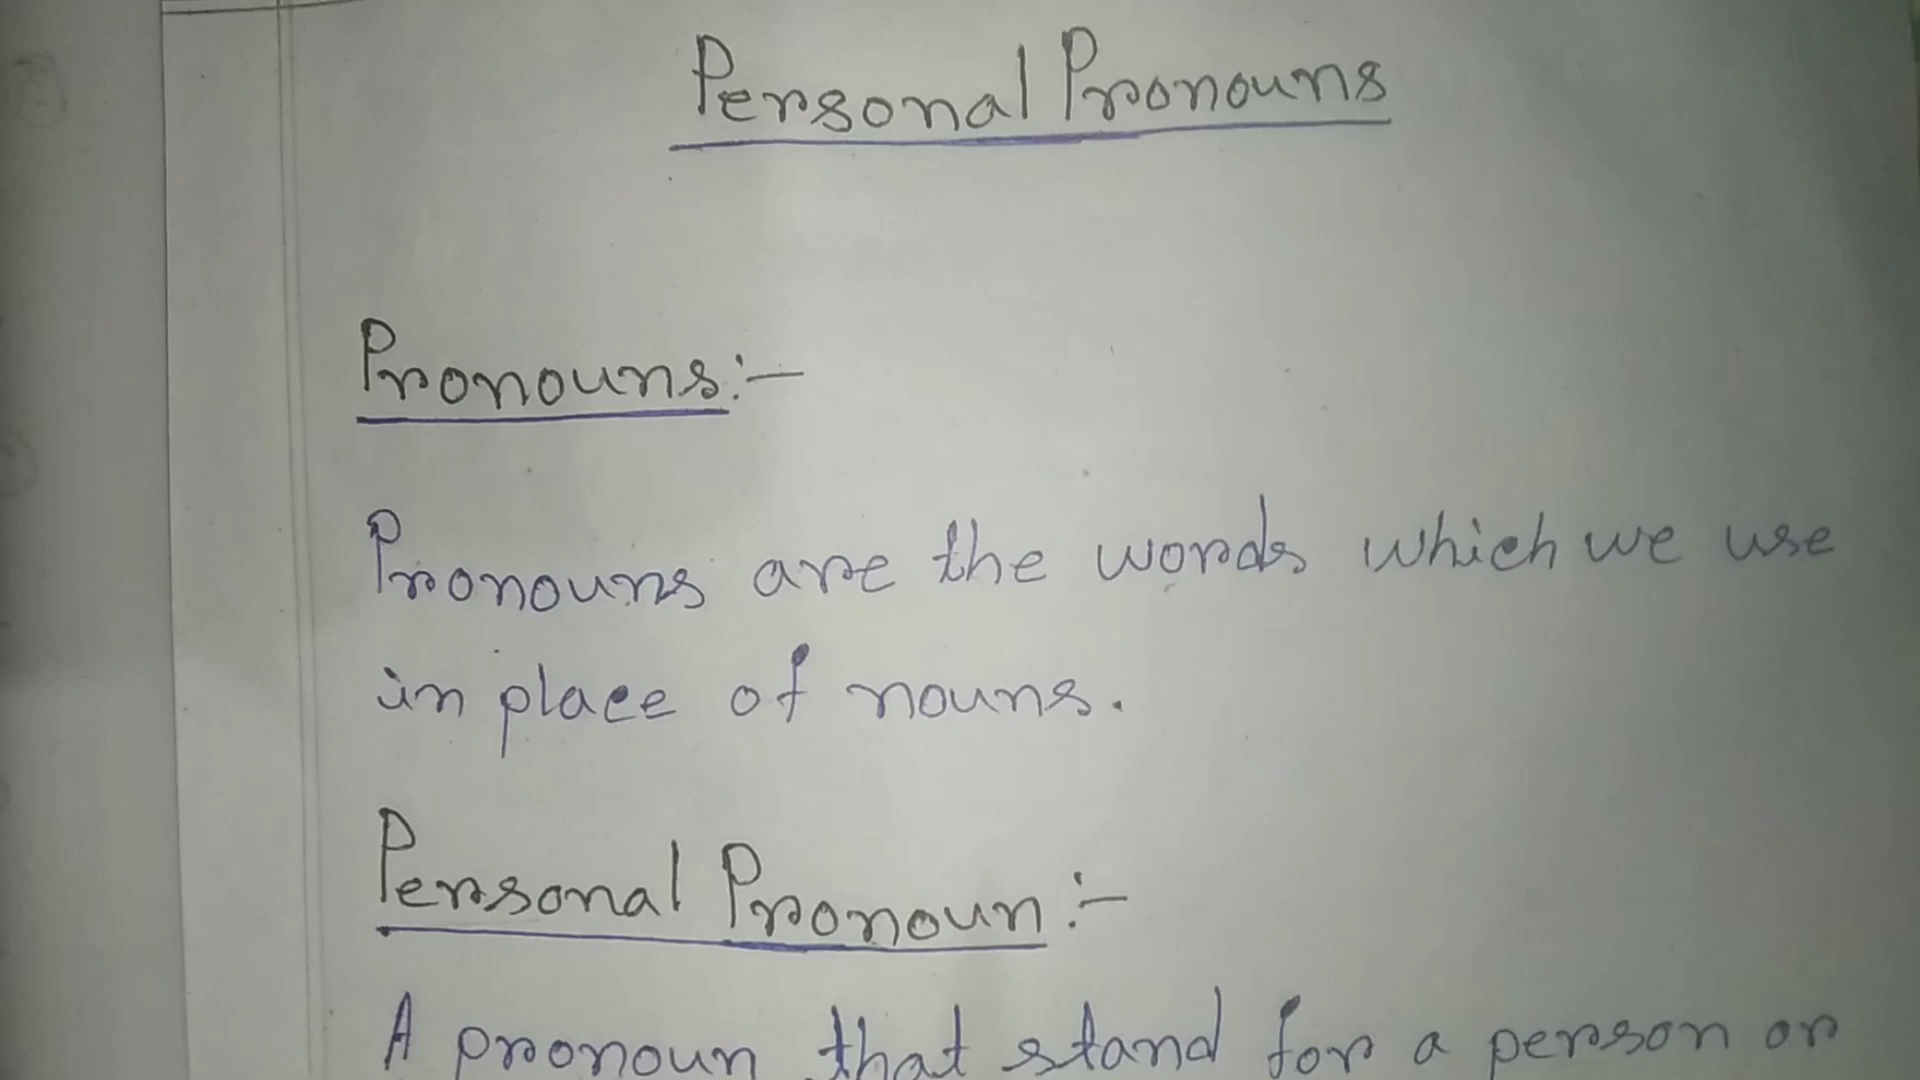 Personal Pronouns
Pronouns:-
Pronouns are the words which we use
in place of nouns.
Personal Pronoun:-
A pronoun that stand for a person or